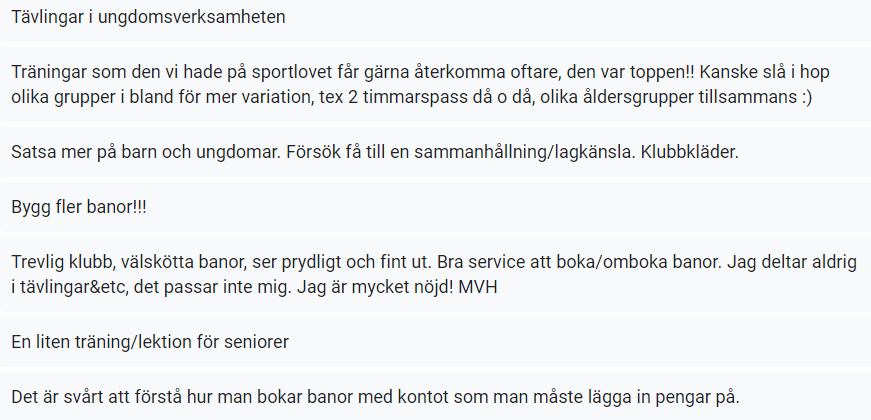 Tävlingar i ungdomsverksamheten
Träningar som den vi hade på sportlovet får gärna återkomma oftare, den var toppen!! Kanske slå i hop
olika grupper i bland för mer variation, tex 2 timmarspass då o då, olika åldersgrupper tillsammans :)
Satsa mer på barn och ungdomar. Försök få till en sammanhållning/lagkänsla. Klubbkläder.
Bygg fler banor!!!
Trevlig klubb, välskötta banor, ser prydligt och fint ut. Bra service att boka/omboka banor. Jag deltar aldrig
i tävlingar&etc, det passar inte mig. Jag är mycket nöjd! MVH
En liten träning/lektion för seniorer
Det är svårt att förstå hur man bokar banor med kontot som man måste lägga in pengar på.